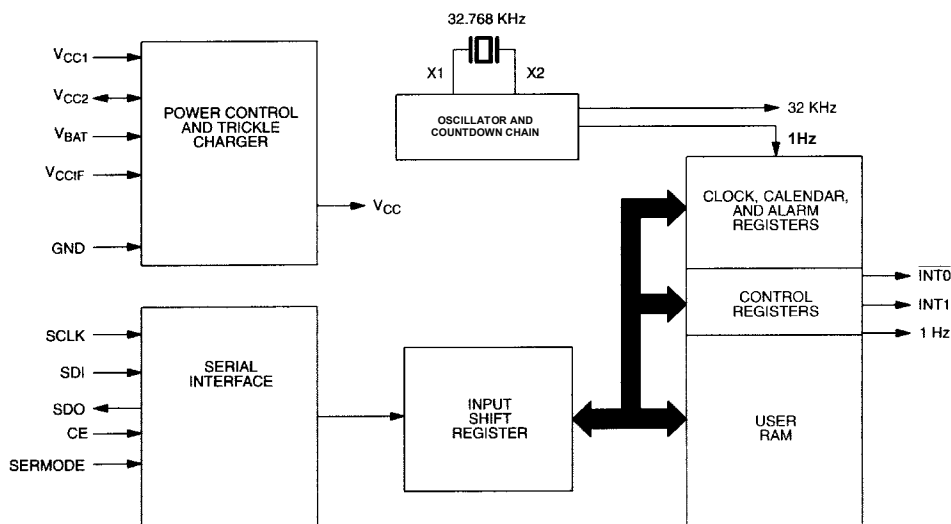 32.768 KHz
X1
X2
OSCILLATOR AND
COUNTDOWN CHAIN
32 KHz
1Hz
VCC1
VCC2
VBAT
VCCIF
GND
POWER CONTROL
AND TRICKLE
CHARGER
VCC
CLOCK, CALENDAR,
AND ALARM
REGISTERS
CONTROL
REGISTERS
INT0
INT1
1 Hz
USER
RAM
SCLK
SDI
SDO
CE
SERMODE
SERIAL
INTERFACE
INPUT
SHIFT
REGISTER